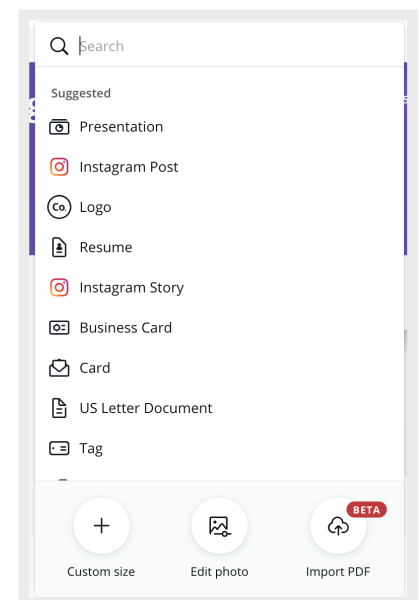 Search
Suggested
Presentation
Instagram Post
Co.
Logo
Resume
Instagram Story
Business Card
Card
US Letter Document
Tag
BETA
Custom size
Edit photo
Import PDF